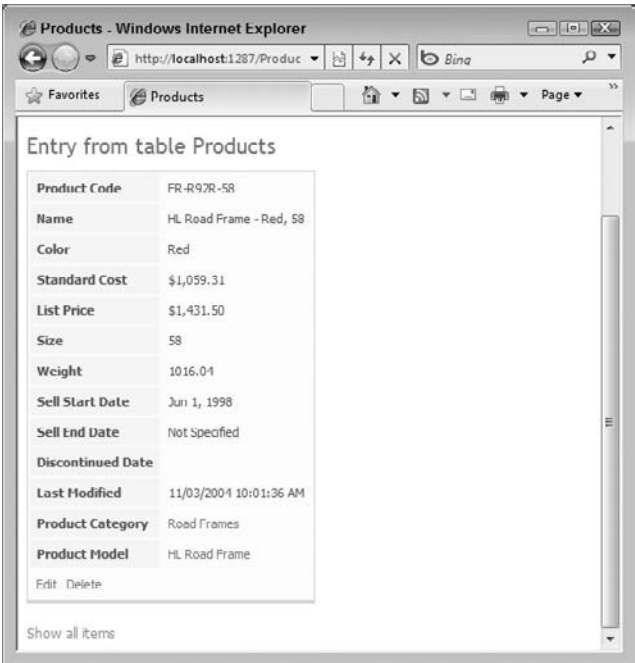 Products - Windows Internet Explorer
http://localhost:1287/Produc
Bing
Favorites Products Page »
Entry from table Products
Product Code FR-R92R-58
Name HL Road Frame - Red, 58
Color Red
Standard Cost $1,059.31
List Price $1,431.50
Size 58
Weight 1016.04
Sell Start Date Jun 1, 1998
Sell End Date Not Specified
Discontinued Date
Last Modified 11/03/2004 10:01:36 AM
Product Category Road Frames
Product Model HL Road Frame
Edit Delete
Show all items